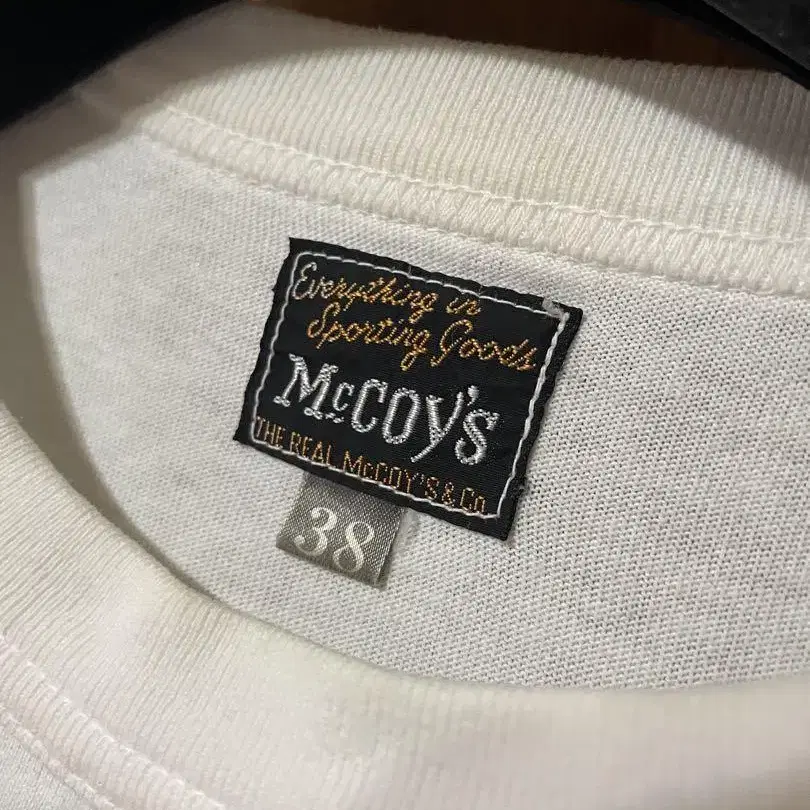 Everything in
Sporting Goods
McCOY'S
THE REAL McCOY'S & Co.
38